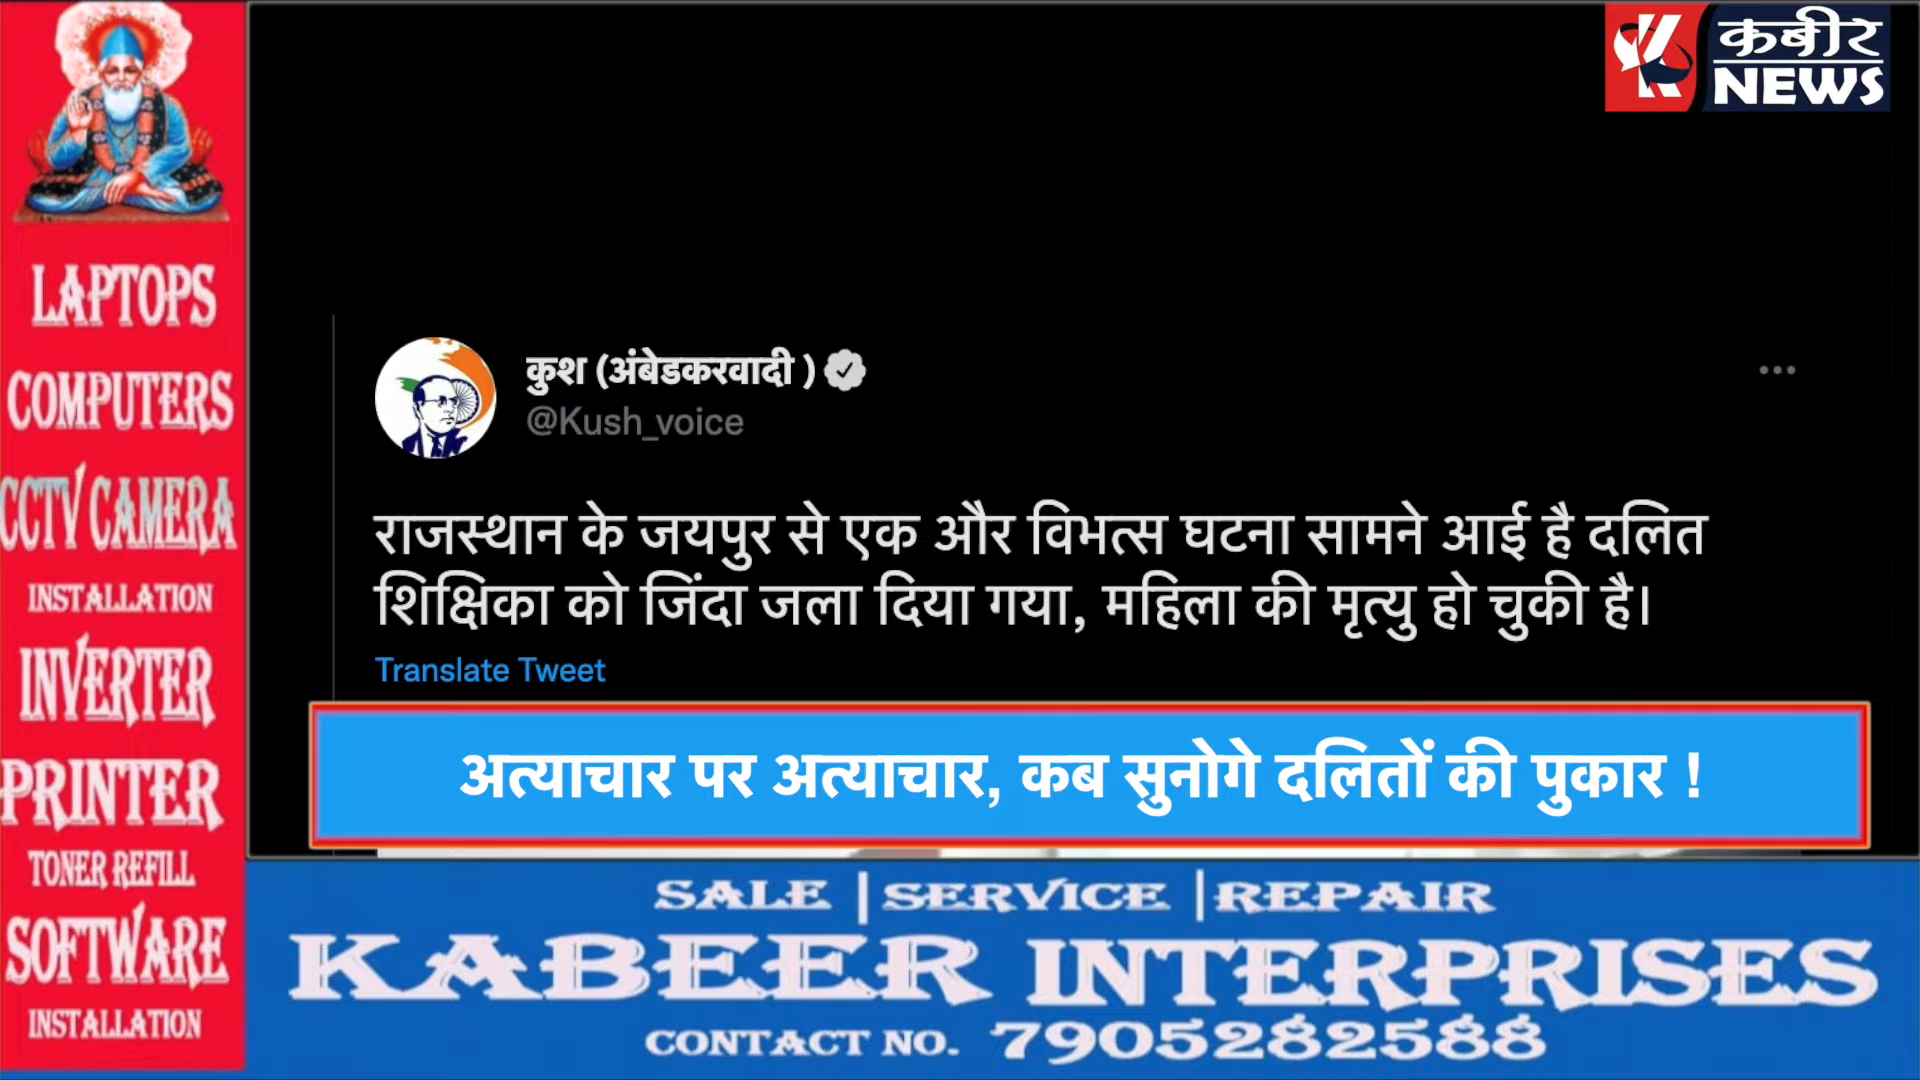 कबीर
NEWS
LAPTOPS
COMPUTERS
CCTV CAMERA
INSTALLATION
INVERTER
PRINTER
TONER REFILL
SOFTWARE
INSTALLATION
कुश (अंबेडकरवादी )
@Kush_voice
राजस्थान के जयपुर से एक और विभत्स घटना सामने आई है दलित
शिक्षिका को जिंदा जला दिया गया, महिला की मृत्यु हो चुकी है।
Translate Tweet
अत्याचार पर अत्याचार, कब सुनोगे दलितों की पुकार !
SALE | SERVICE | REPAIR
KABEER INTERPRISES
CONTACT NO. 7905282588